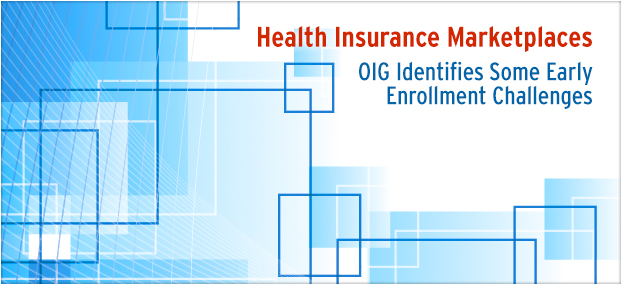 Health Insurance Marketplaces
OIG Identifies Some Early
Enrollment Challenges